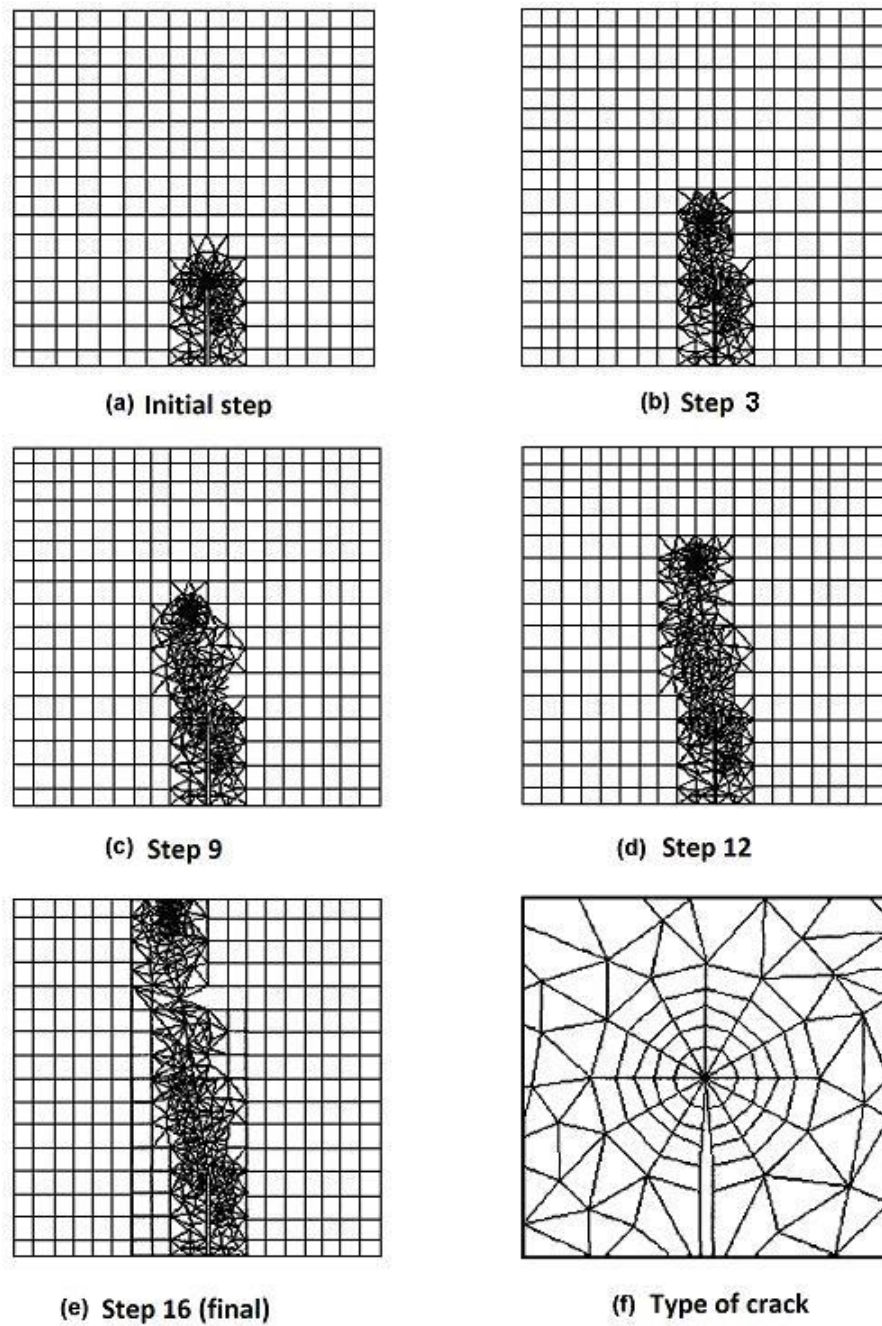 (a) Initial step
(b) Step 3
(c) Step 9
(d) Step 12
(e) Step 16 (final)
(f) Type of crack